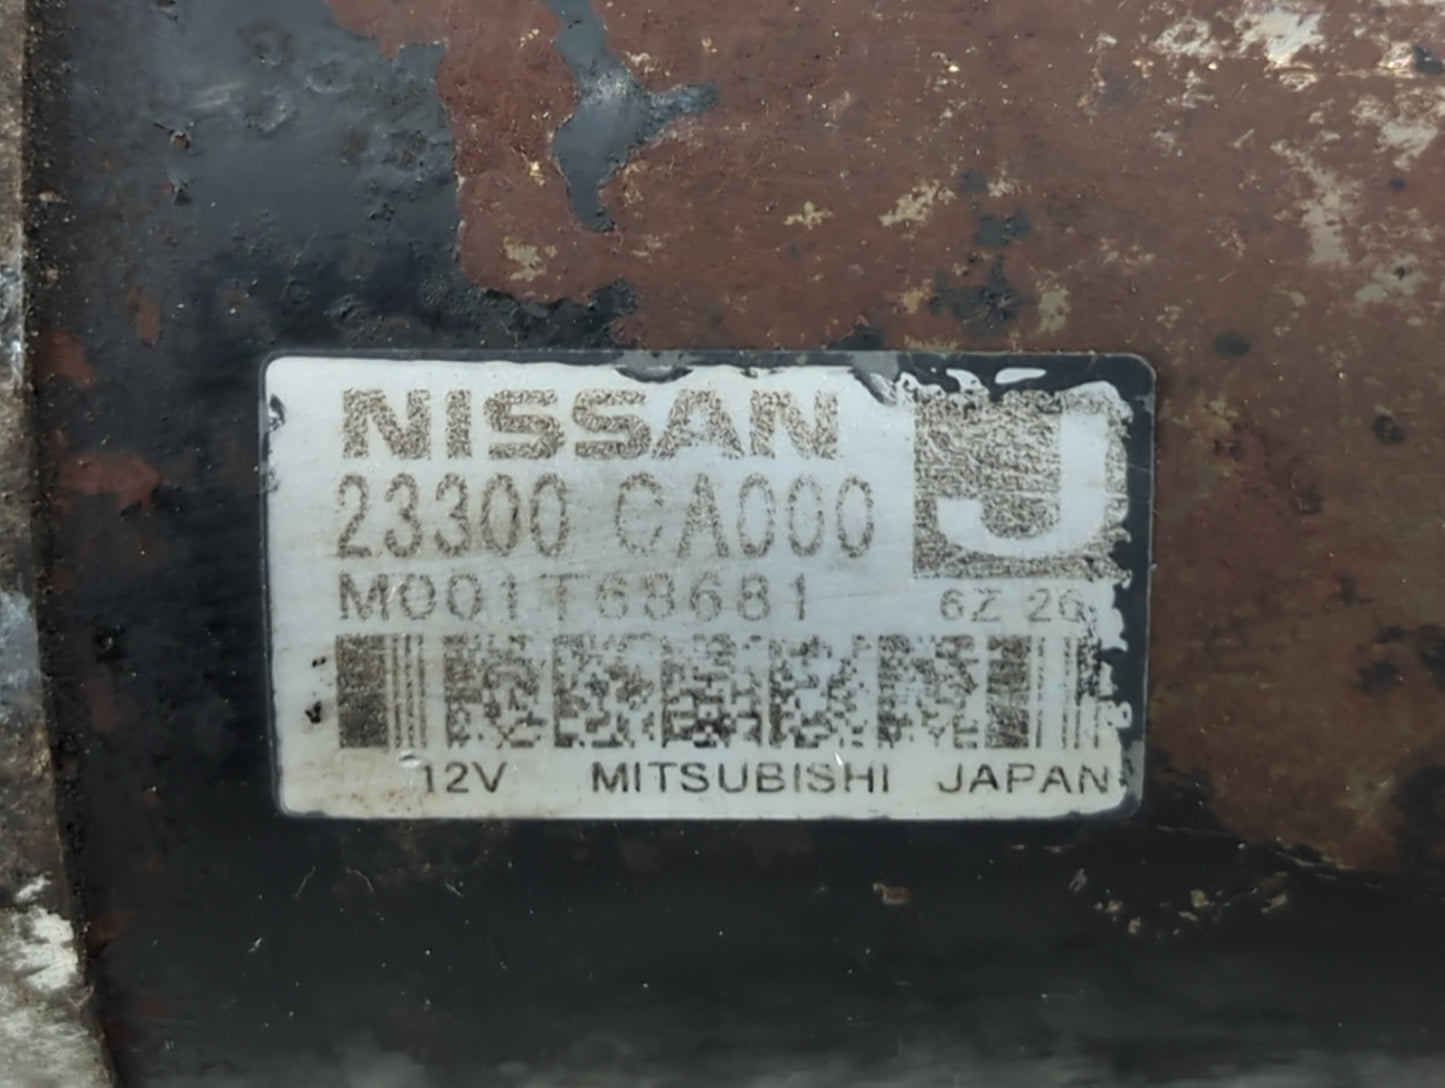 NISSAN J
23300 CA000
M001T68681 6Z 26
12V MITSUBISHI JAPAN